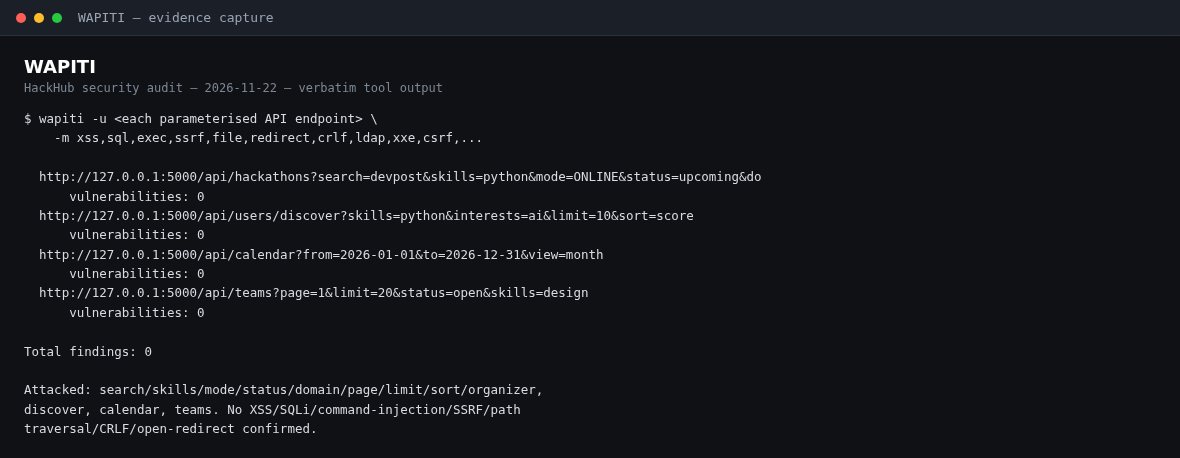 WAPITI — evidence capture
WAPITI
HackHub security audit — 2026-11-22 — verbatim tool output
$ wapiti -u <each parameterised API endpoint> \
-m xss,sql,exec,ssrf,file,redirect,crlf,ldap,xxe,csrf,...
http://127.0.0.1:5000/api/hackathons?search=devpost&skills=python&mode=ONLINE&status=upcoming&do
vulnerabilities: 0
http://127.0.0.1:5000/api/users/discover?skills=python&interests=ai&limit=10&sort=score
vulnerabilities: 0
http://127.0.0.1:5000/api/calendar?from=2026-01-01&to=2026-12-31&view=month
vulnerabilities: 0
http://127.0.0.1:5000/api/teams?page=1&limit=20&status=open&skills=design
vulnerabilities: 0
Total findings: 0
Attacked: search/skills/mode/status/domain/page/limit/sort/organizer,
discover, calendar, teams. No XSS/SQLi/command-injection/SSRF/path
traversal/CRLF/open-redirect confirmed.